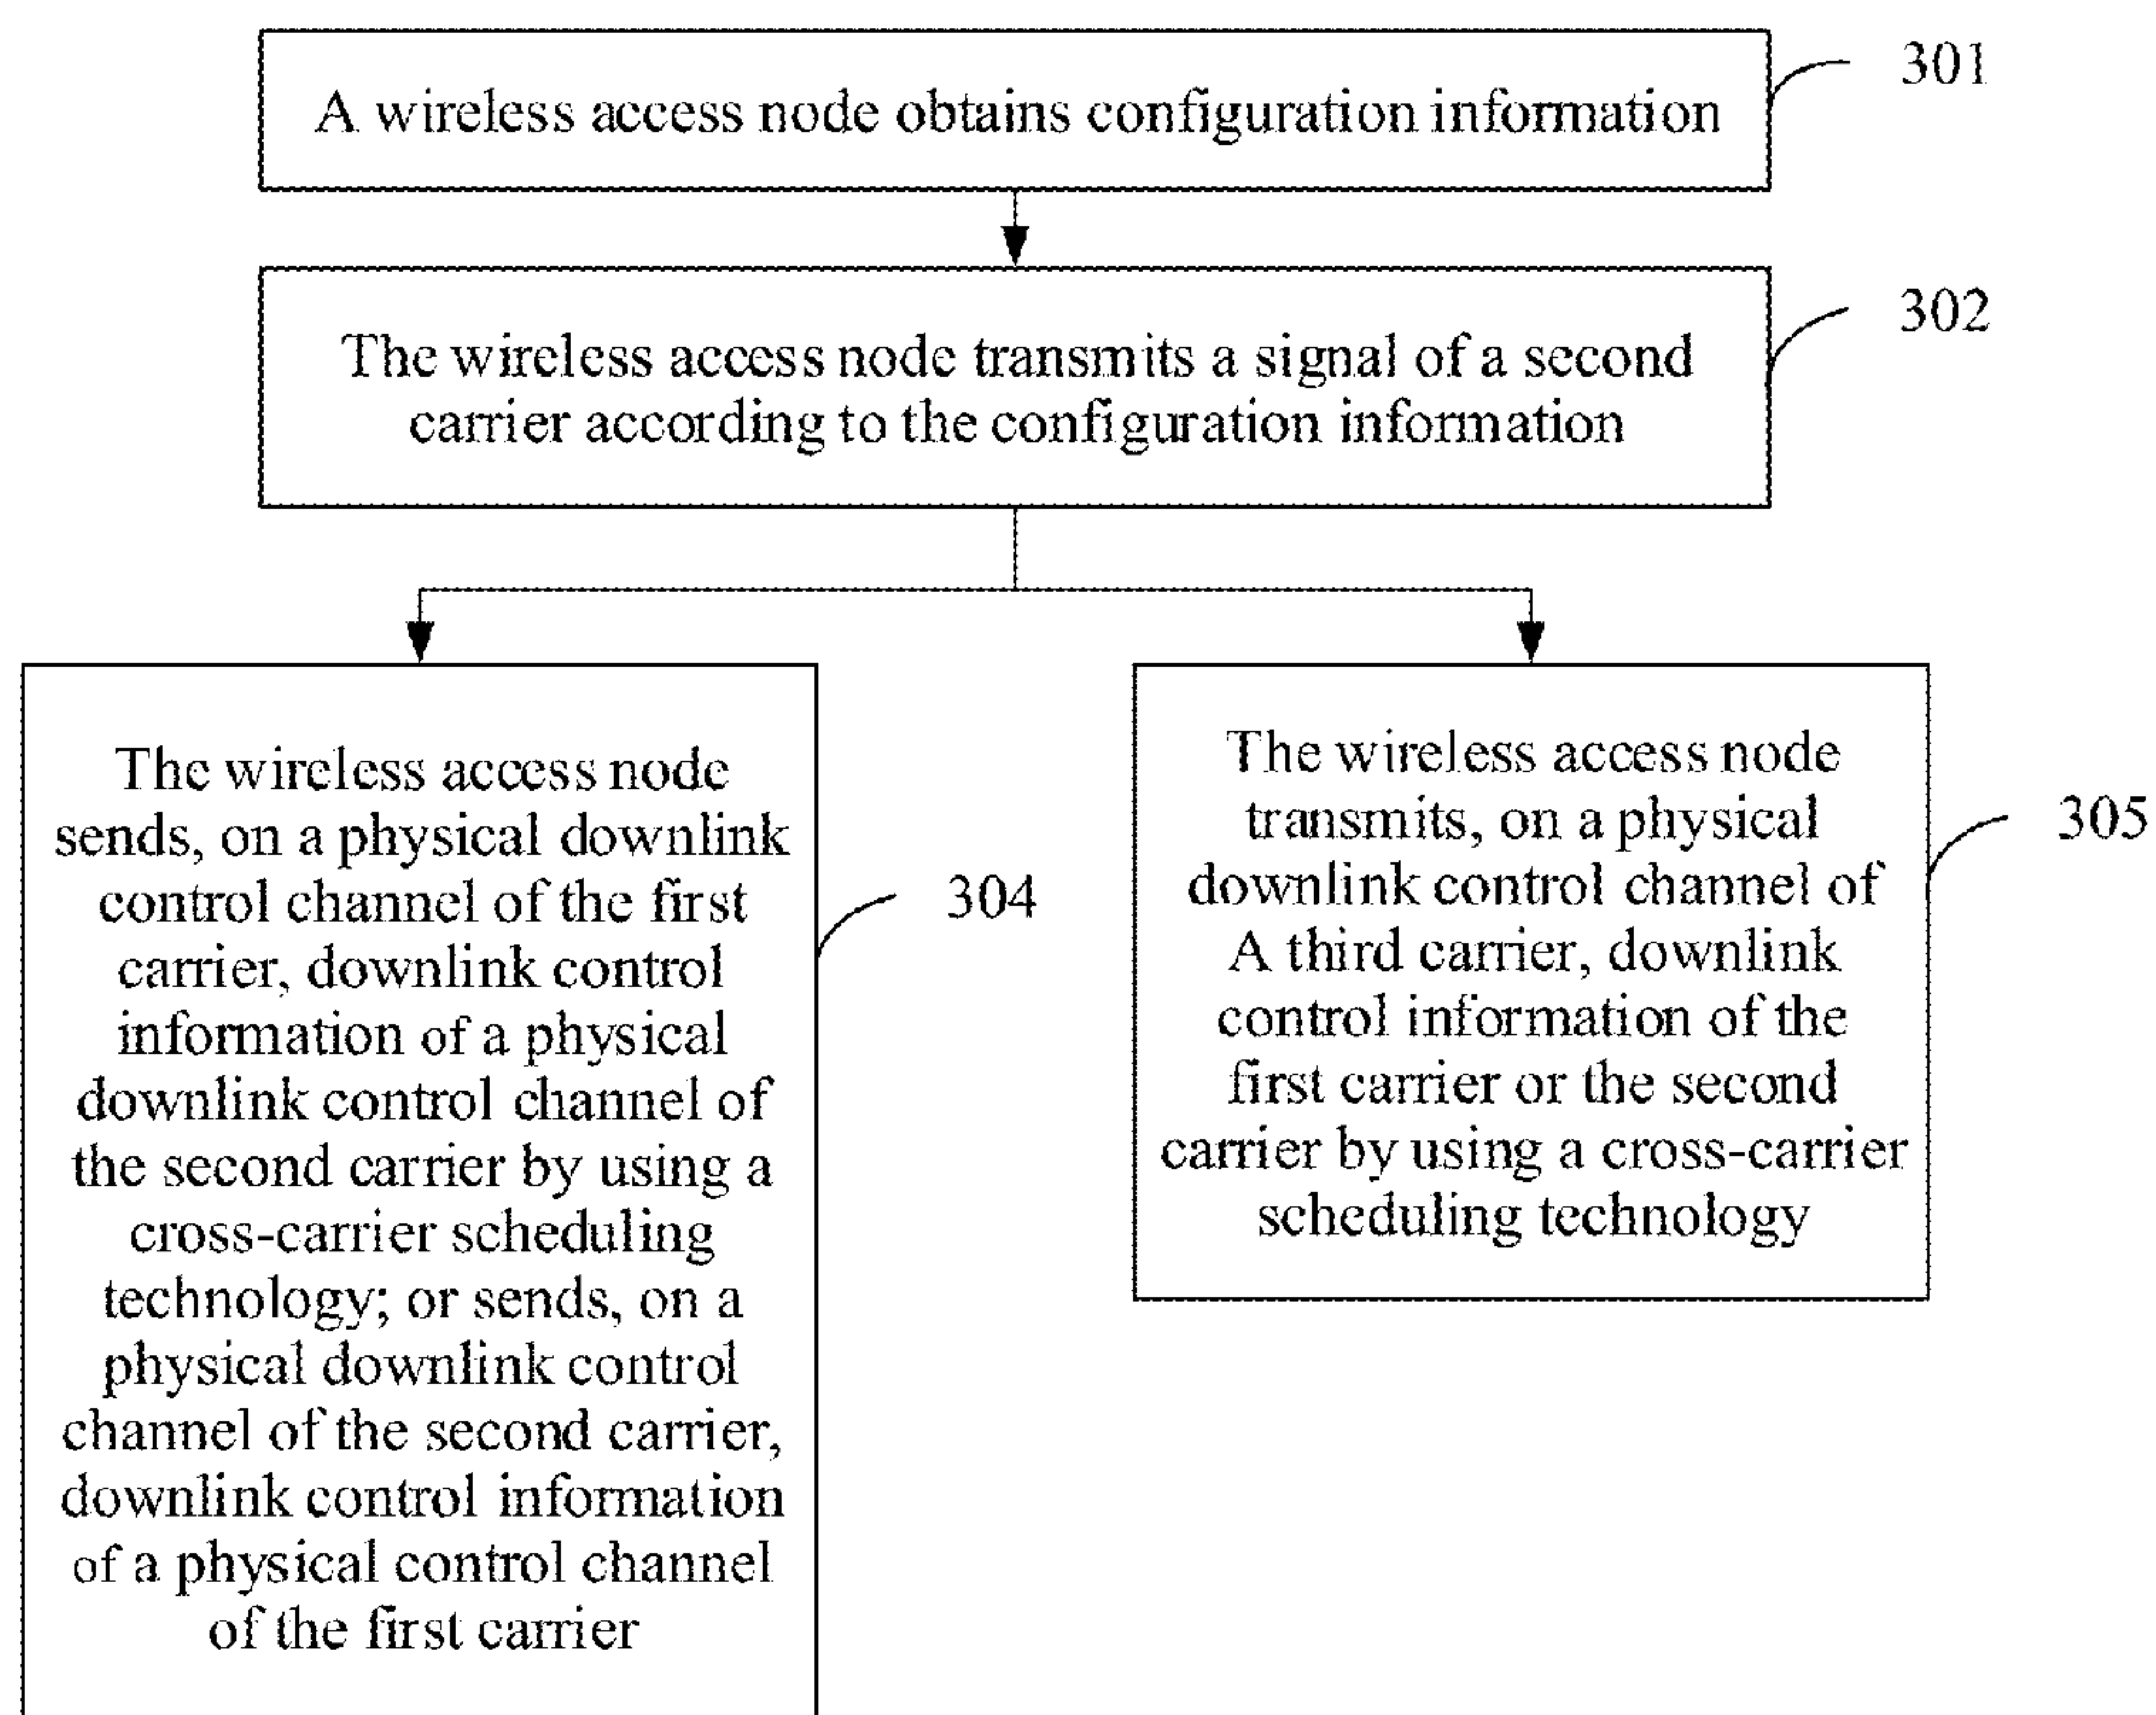 A wireless access node obtains configuration information
301
The wireless access node transmits a signal of a second
carrier according to the configuration information
302
The wireless access node
sends, on a physical downlink
control channel of the first
carrier, downlink control
information of a physical
downlink control channel of
the second carrier by using a
cross-carrier scheduling
technology; or sends, on a
physical downlink control
channel of the second carrier,
downlink control information
of a physical control channel
of the first carrier
304
The wireless access node
transmits, on a physical
downlink control channel of
A third carrier, downlink
control information of the
first carrier or the second
carrier by using a cross-carrier
scheduling technology
305